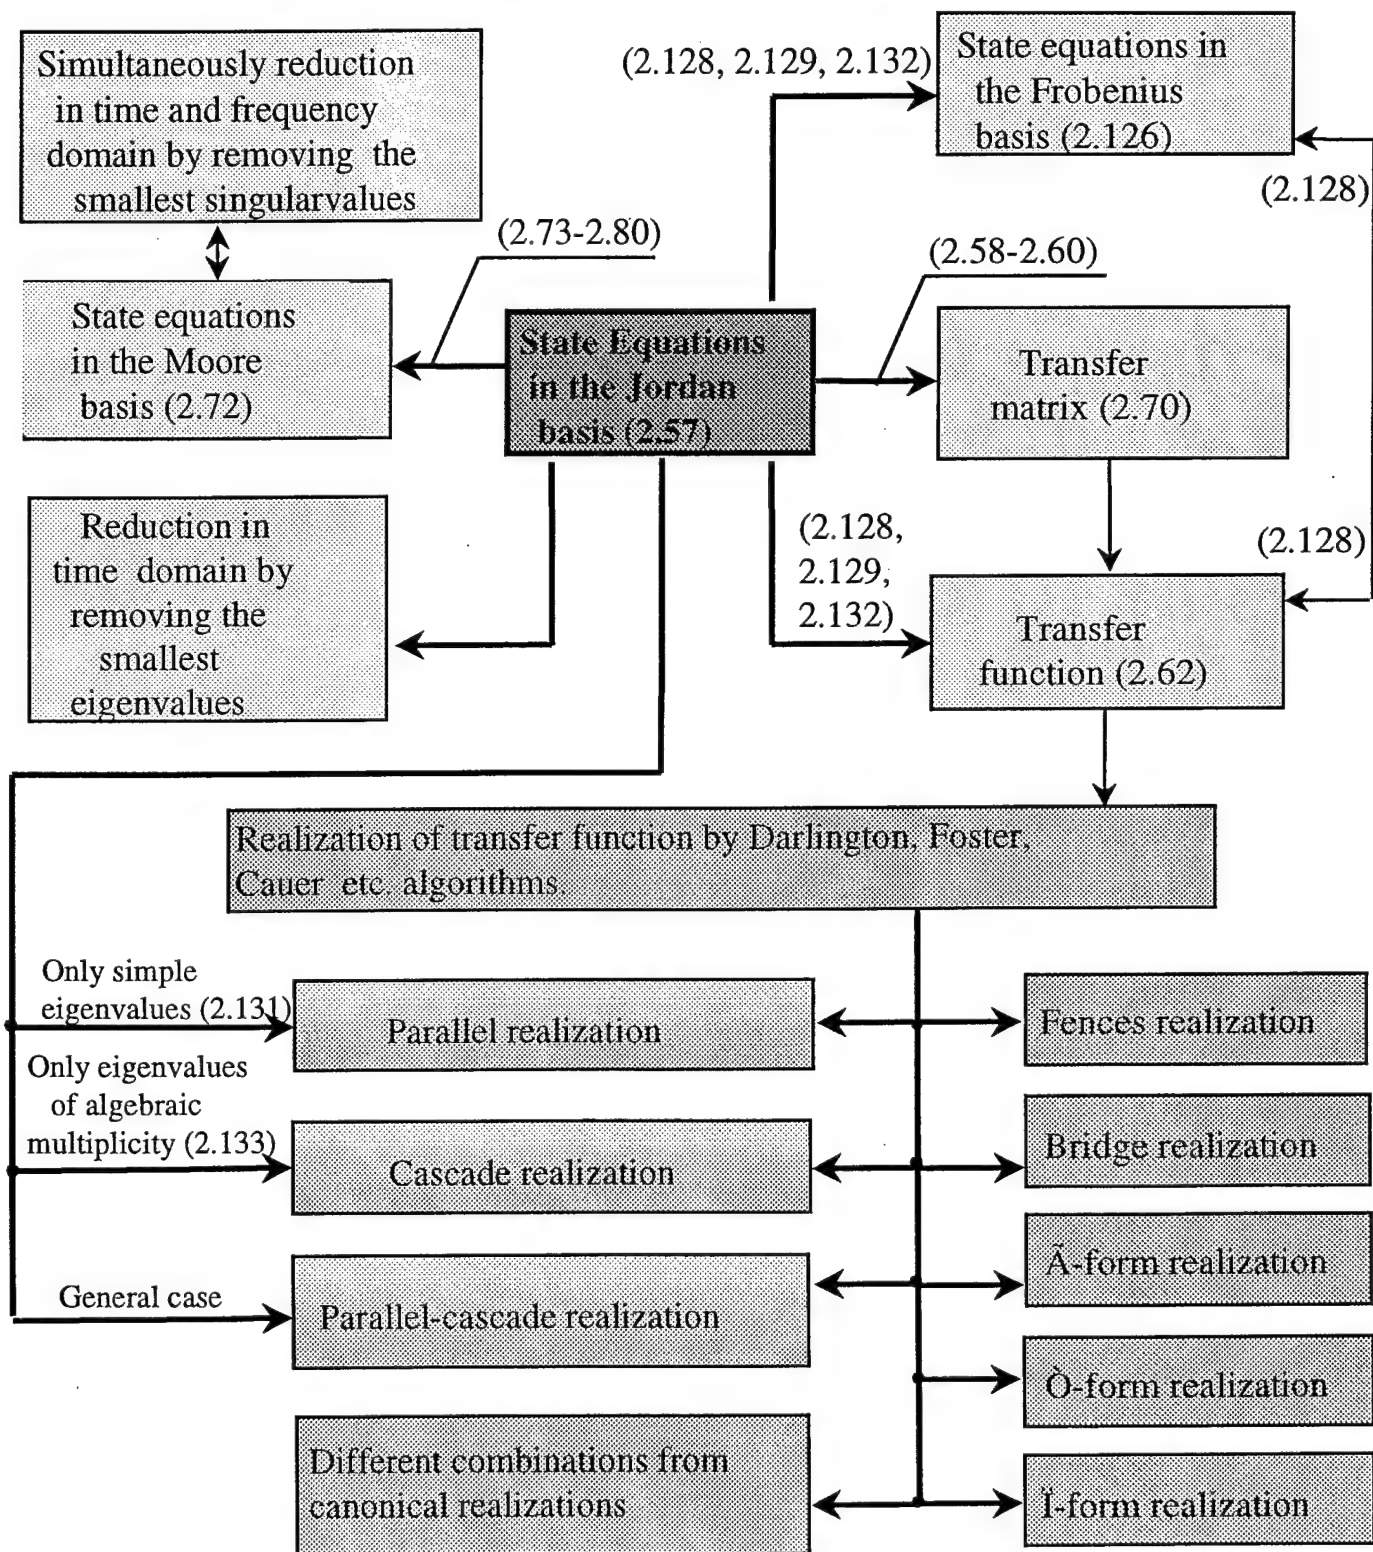 Simultaneously reduction
in time and frequency
domain by removing the
smallest singularvalues
(2.128, 2.129, 2.132)
State equations in
the Frobenius
basis (2.126)
(2.128)
(2.73-2.80)
(2.58-2.60)
State equations
in the Moore
basis (2.72)
State Equations
in the Jordan
basis (2.57)
Transfer
matrix (2.70)
Reduction in
time domain by
removing the
smallest
eigenvalues
(2.128,
2.129,
2.132)
(2.128)
Transfer
function (2.62)
Realization of transfer function by Darlington, Foster,
Cauer etc. algorithms.
Only simple
eigenvalues (2.131)
Parallel realization
Fences realization
Only eigenvalues
of algebraic
multiplicity (2.133)
Cascade realization
Bridge realization
General case
Parallel-cascade realization
Ã-form realization
Ò-form realization
Different combinations from
canonical realizations
Ï-form realization